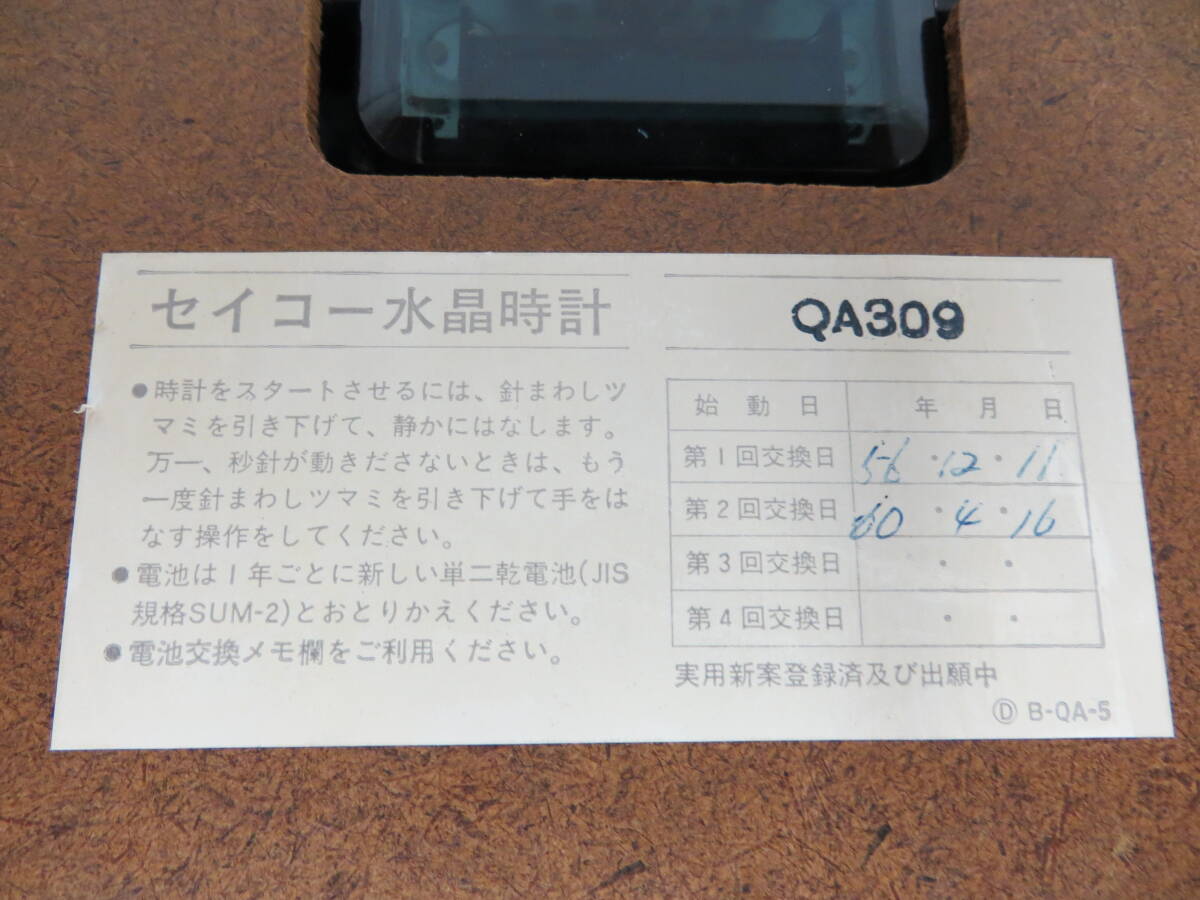 セイコー水晶時計
●時計をスタートさせるには、針まわしツ
マミを引き下げて、静かにはなします。
万一、秒針が動きださないときは、もう
一度針まわしツマミを引き下げて手をは
なす操作をしてください。
●電池は1年ごとに新しい単二乾電池(JIS
規格SUM-2)とおとりかえください。
●電池交換メモ欄をご利用ください。
QA309
始動日 年 月 日
第1回交換日 56・12・11
第2回交換日 60・4・16
第3回交換日 ・ ・
第4回交換日 ・ ・
実用新案登録済及び出願中
Ⓓ B-QA-5